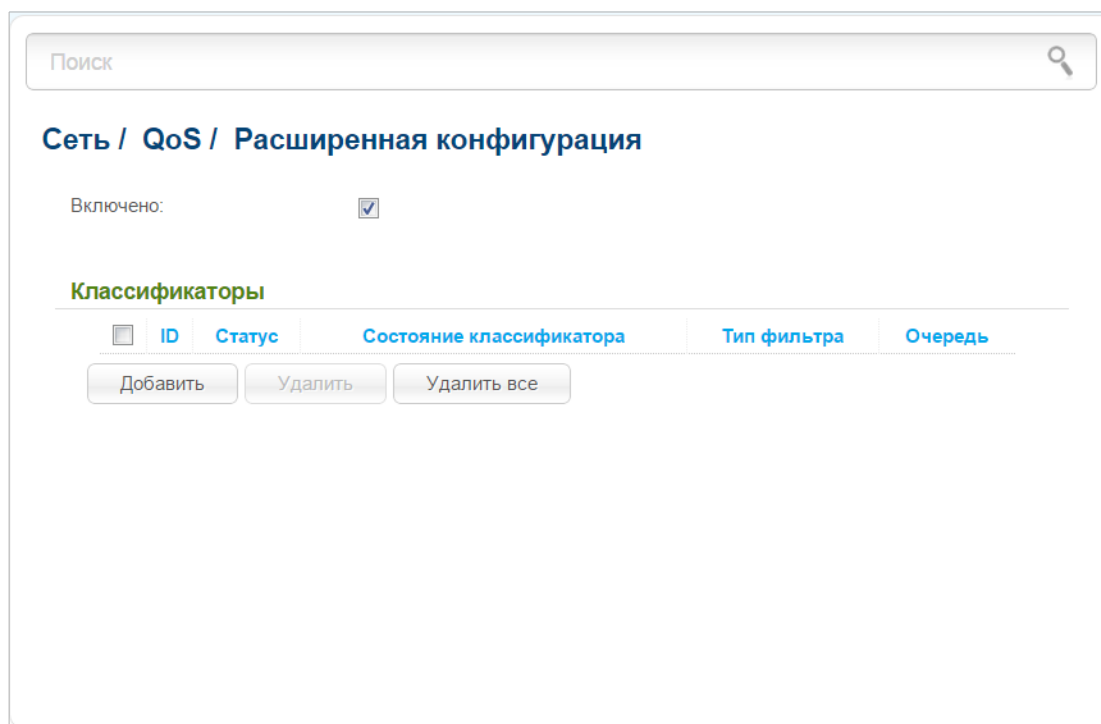 Поиск
Сеть / QoS / Расширенная конфигурация
Включено:
Классификаторы
ID Статус Состояние классификатора Тип фильтра Очередь
Добавить Удалить Удалить все